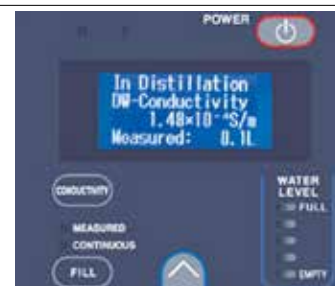 POWER
In Distillation
DW-Conductivity
1.48×10⁻⁴S/m
Measured: 0.1L
CONDUCTIVITY
WATER
LEVEL
FULL
MEASURED
CONTINUOUS
FILL
EMPTY